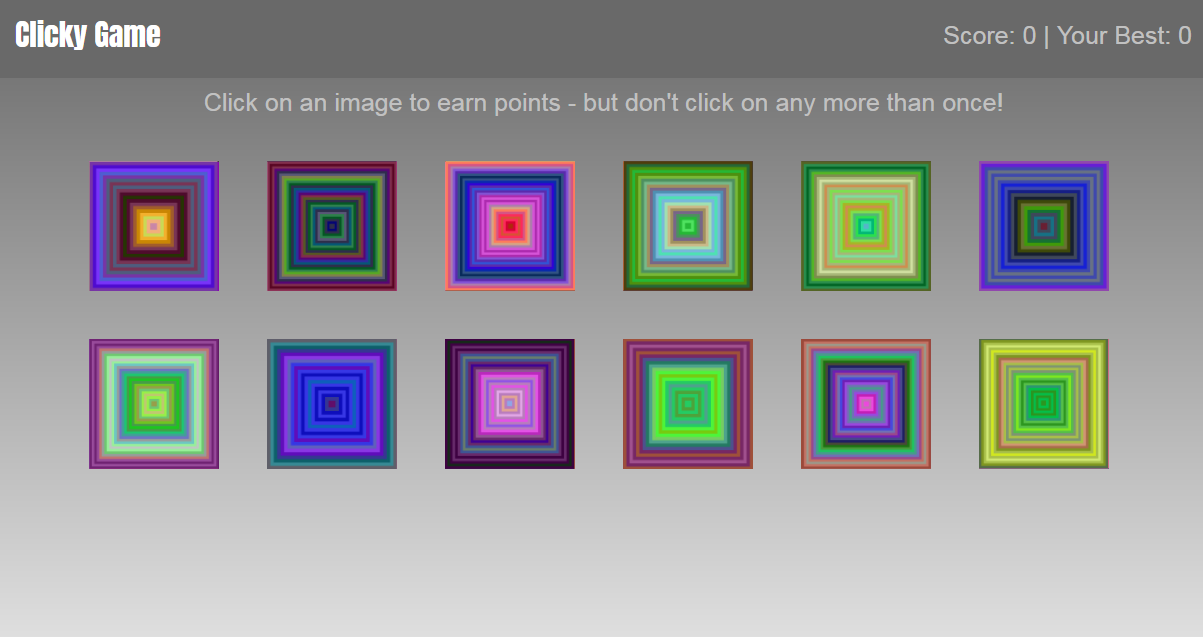 Clicky Game
Score: 0 | Your Best: 0
Click on an image to earn points - but don't click on any more than once!